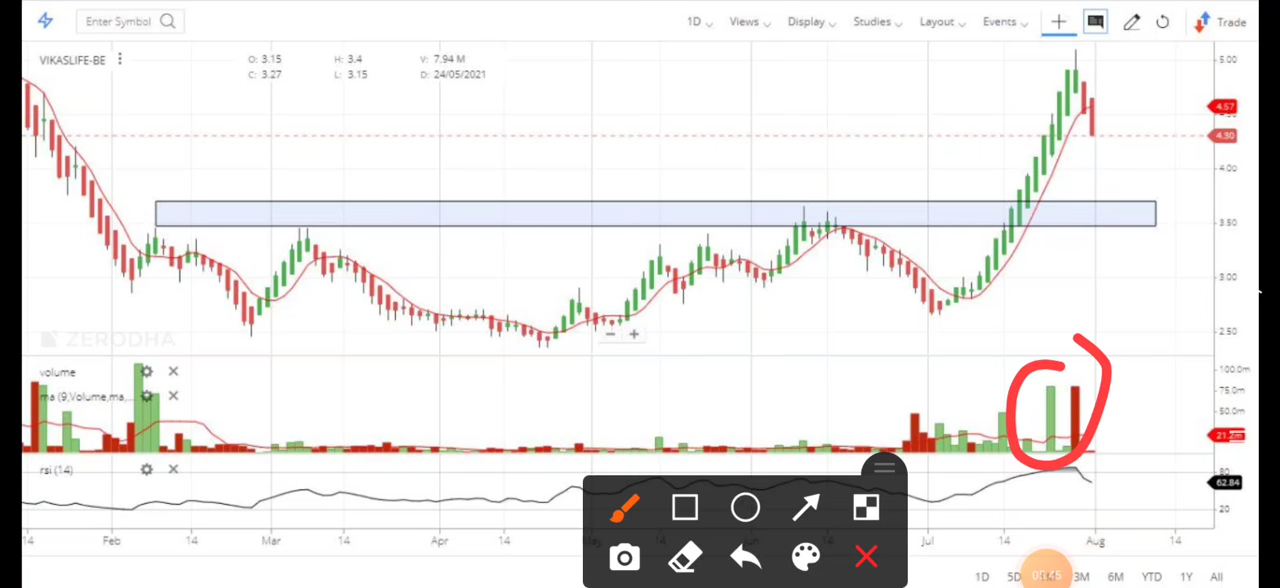 Enter Symbol
1D Views Display Studies Layout Events Trade
VIKASLIFE-BE O: 3.15 H: 3.4 V: 7.94 M
C: 3.27 L: 3.15 D: 24/05/2021
5.00
4.57
4.30
4.00
3.50
3.00
2.50
ZERODHA
volume
100.0m
ma (9,Volume,ma,...
75.0m
50.0m
21.2m
rsi (14)
80
62.84
20
14 Feb 14 Mar 14 Apr 14 Jul 14 Aug 14
1D 5D 3M 6M YTD 1Y All